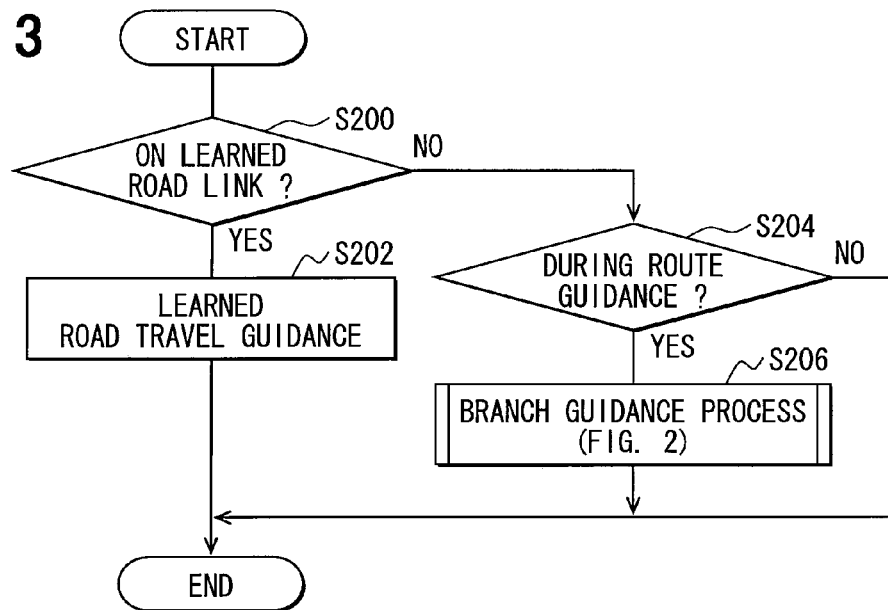 3
START
S200
ON LEARNED
ROAD LINK ?
NO
YES
S202
LEARNED
ROAD TRAVEL GUIDANCE
S204
DURING ROUTE
GUIDANCE ?
NO
YES
S206
BRANCH GUIDANCE PROCESS
(FIG. 2)
END